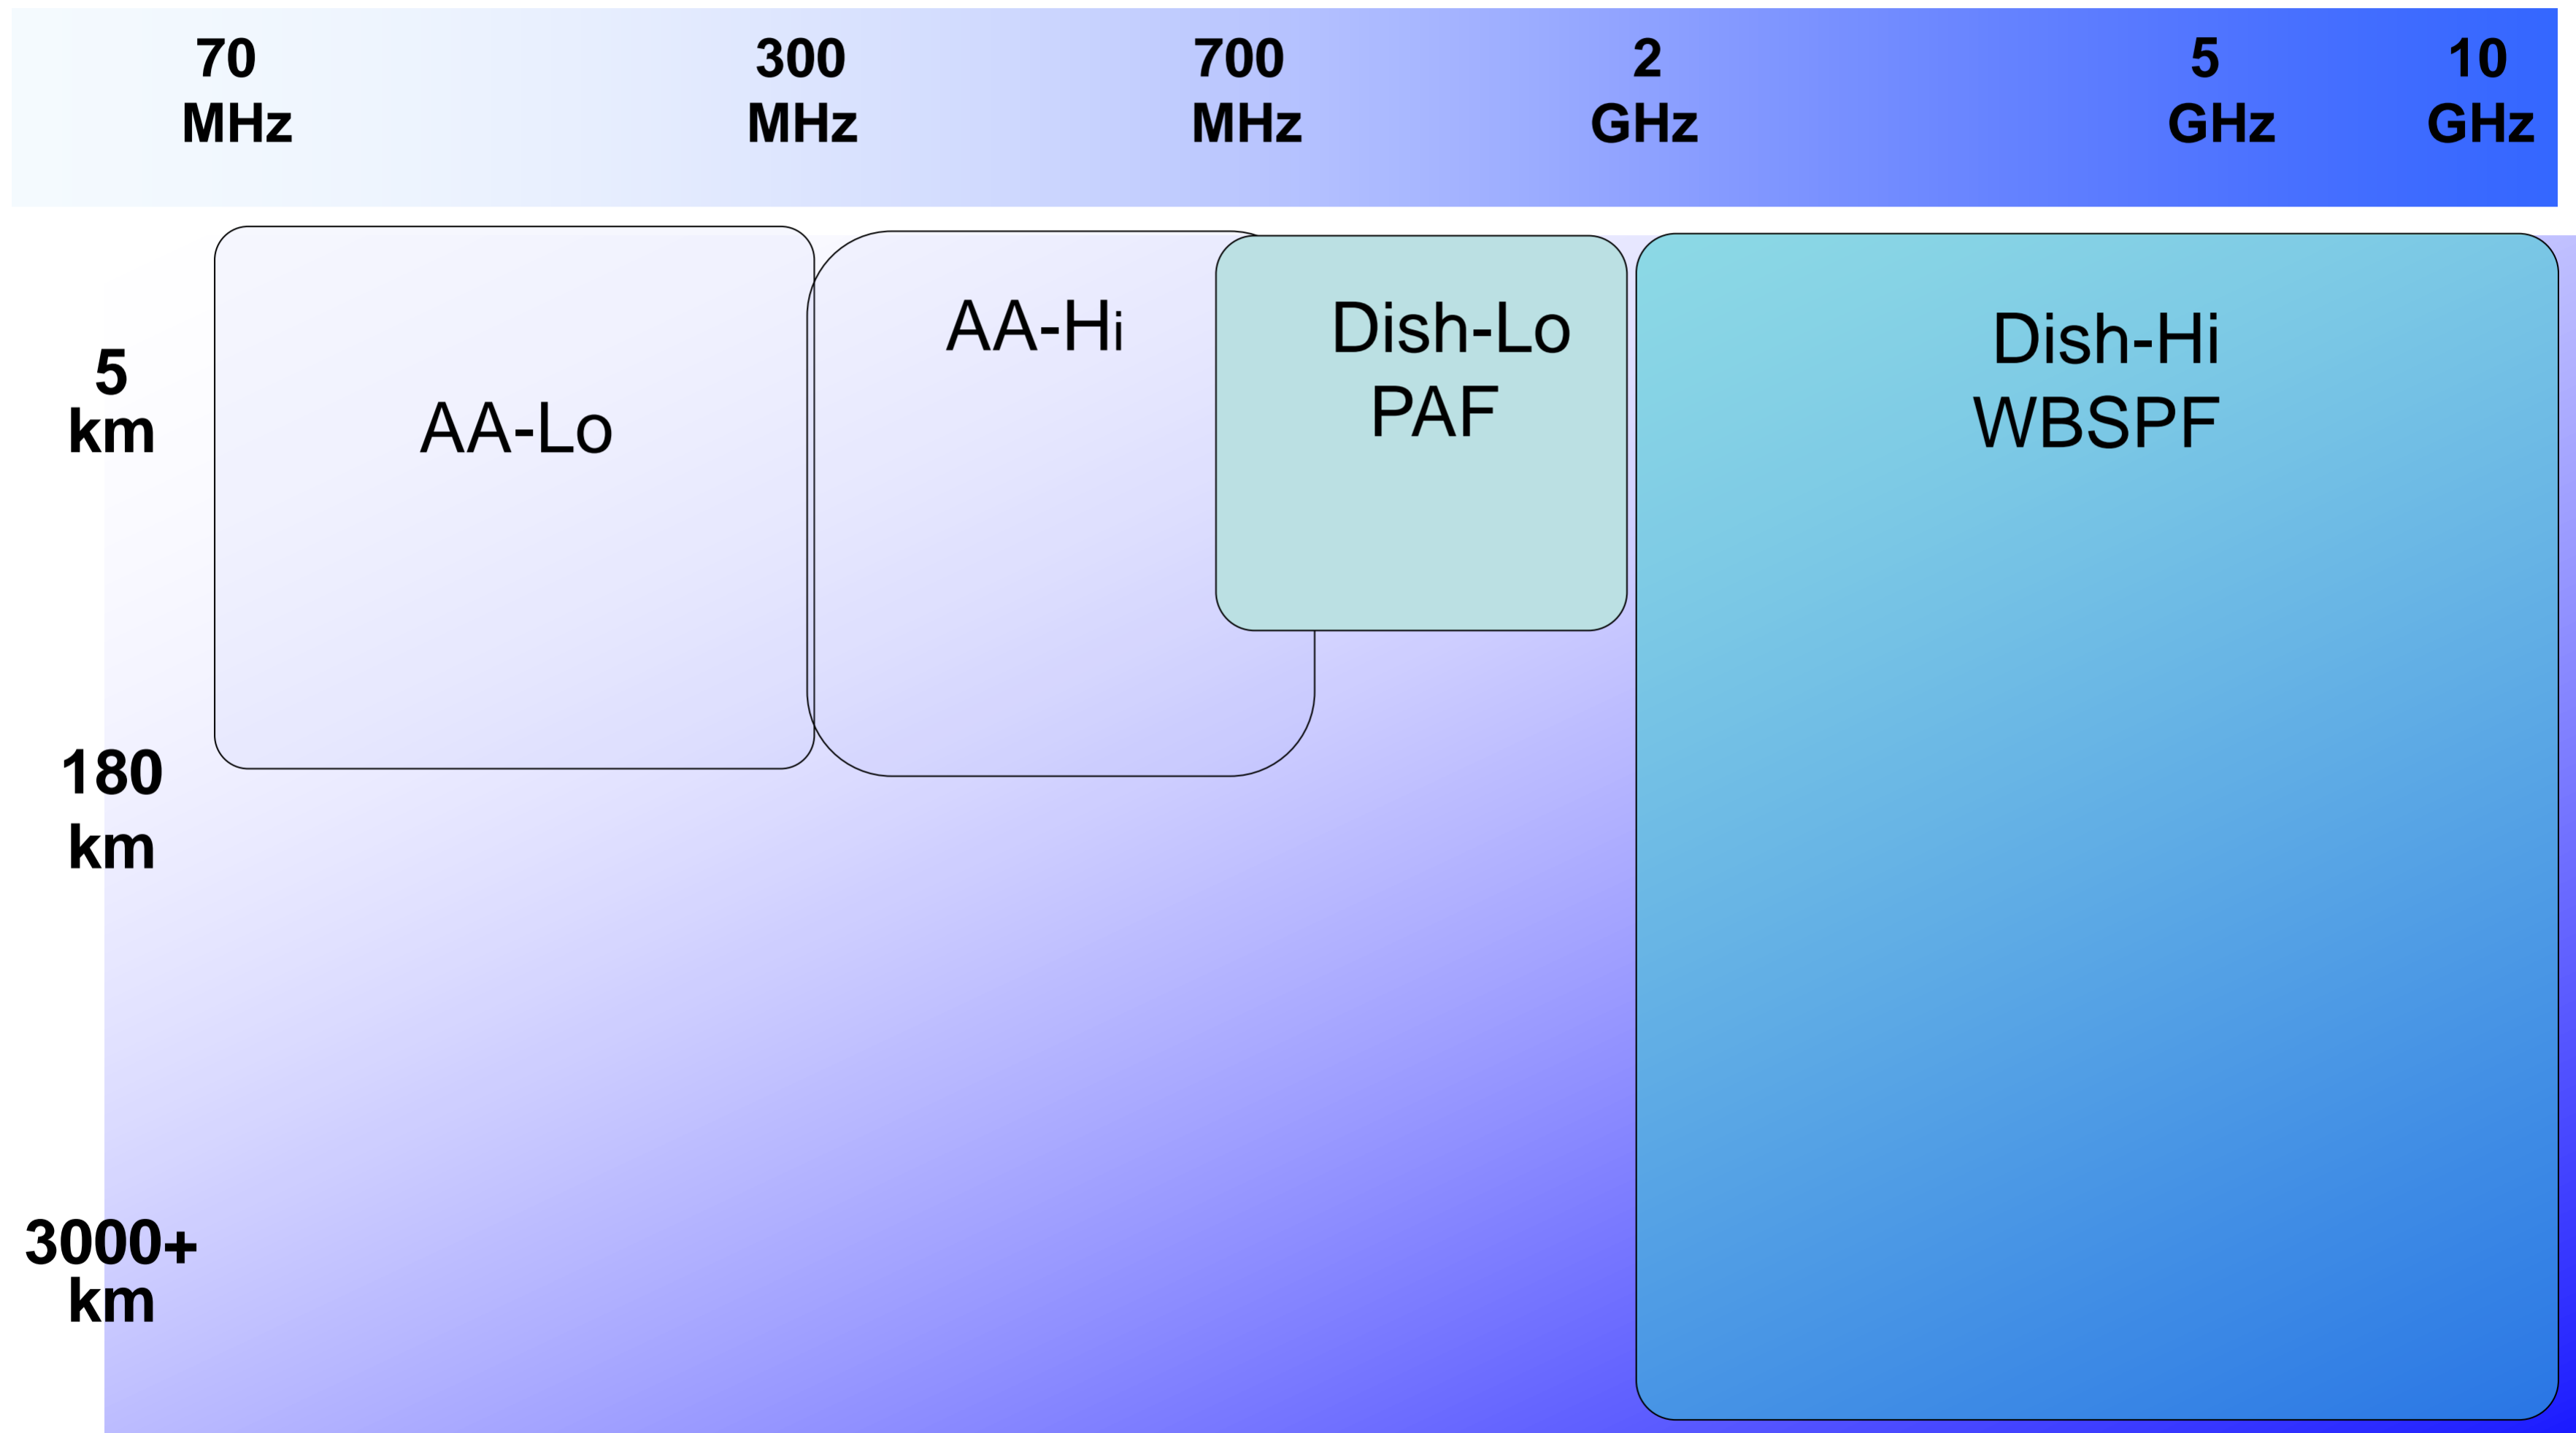 70
MHz
300
MHz
700
MHz
2
GHz
5
GHz
10
GHz
5
km
180
km
3000+
km
AA-Lo
AA-Hi
Dish-Lo
PAF
Dish-Hi
WBSPF